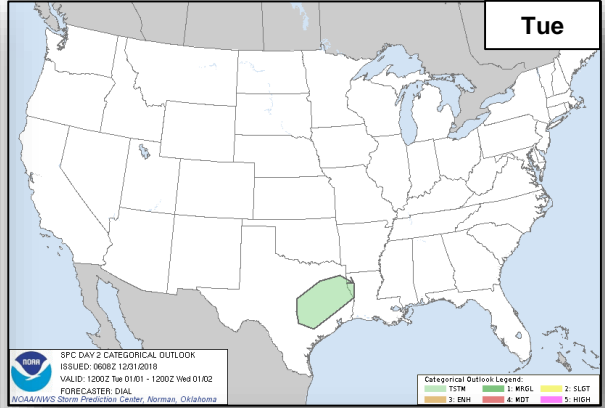 Tue
SPC DAY 2 CATEGORICAL OUTLOOK
ISSUED: 0608Z 12/31/2018
VALID: 1200Z Tue 01/01 - 1200Z Wed 01/02
FORECASTER: DIAL
NOAA/NWS Storm Prediction Center, Norman, Oklahoma
NOAA
Categorical Outlook Legend:
TSTM 1: MRGL 2: SLGT
3: ENH 4: MDT 5: HIGH